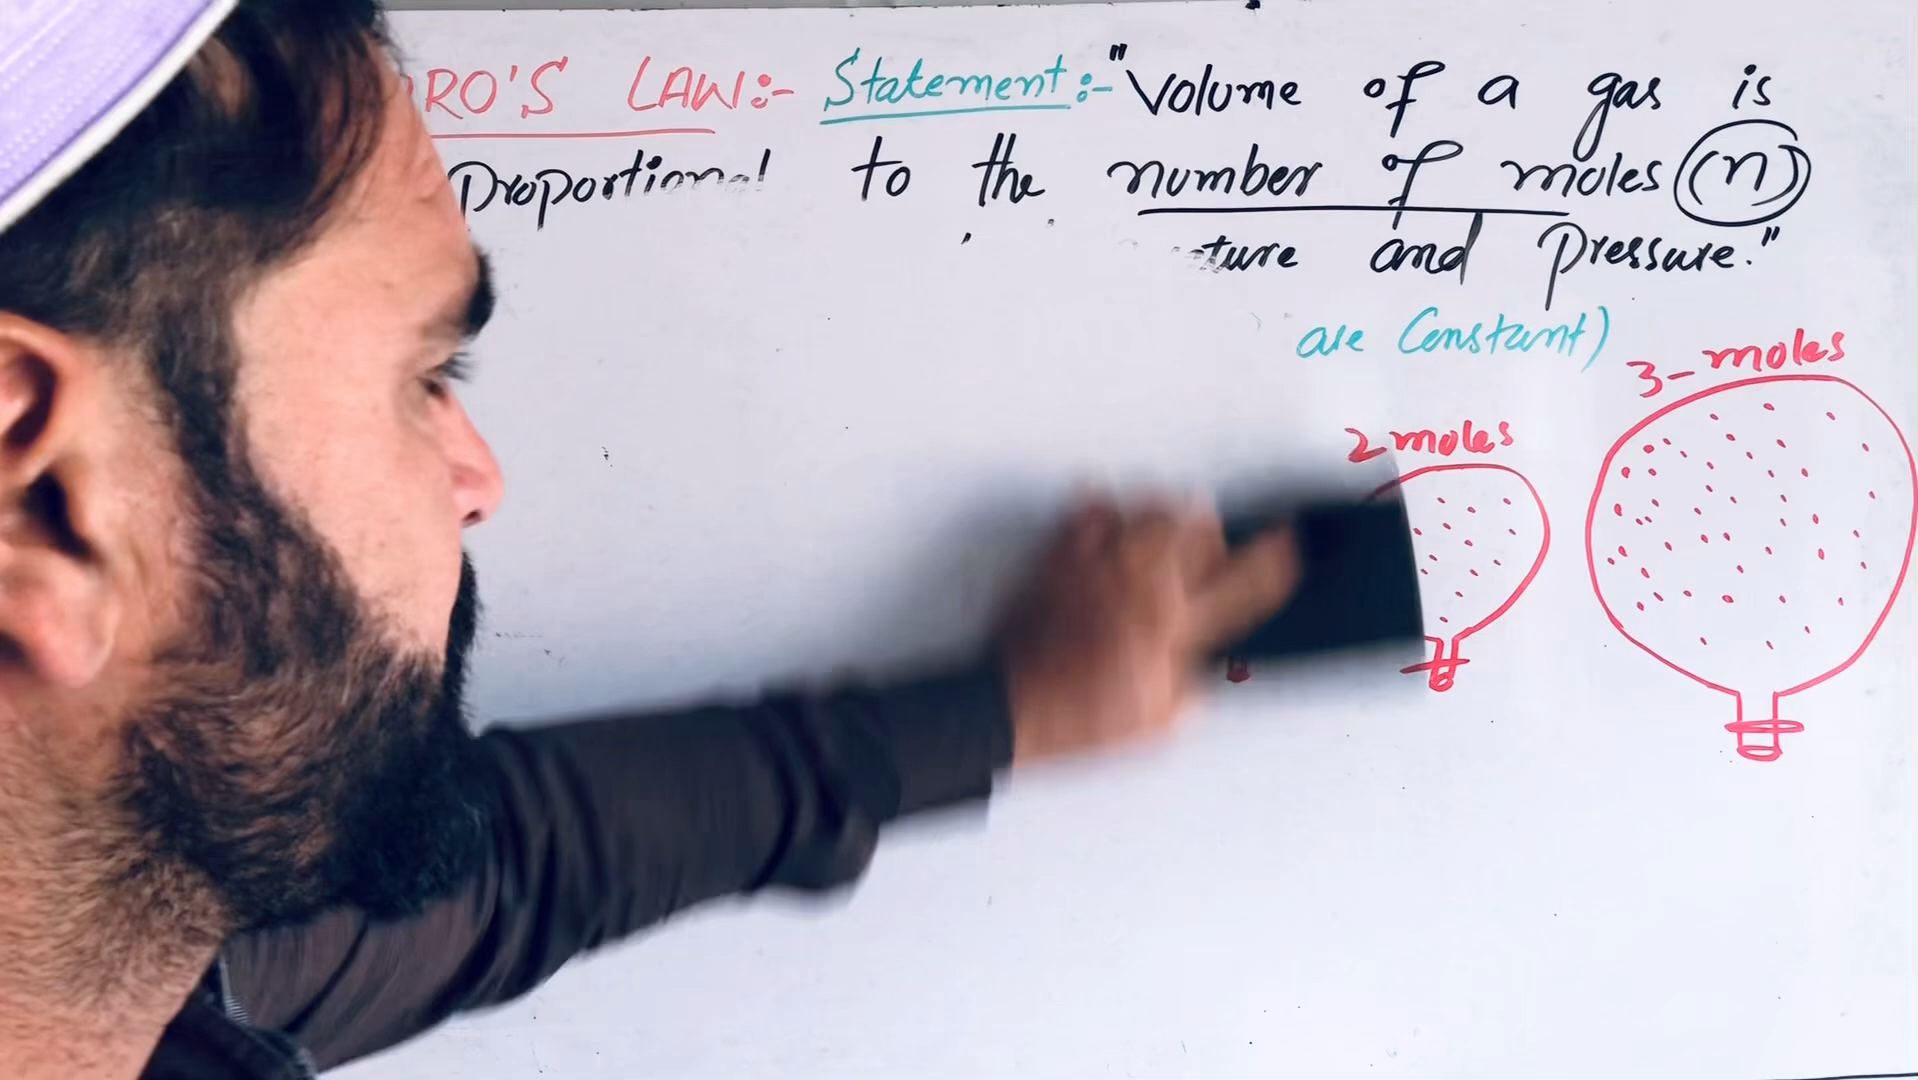 RO'S LAW:- Statement:- "Volume of a gas is
Proportional to the number of moles (n)
ture and Pressure."
are Constant)
3-moles
2 moles